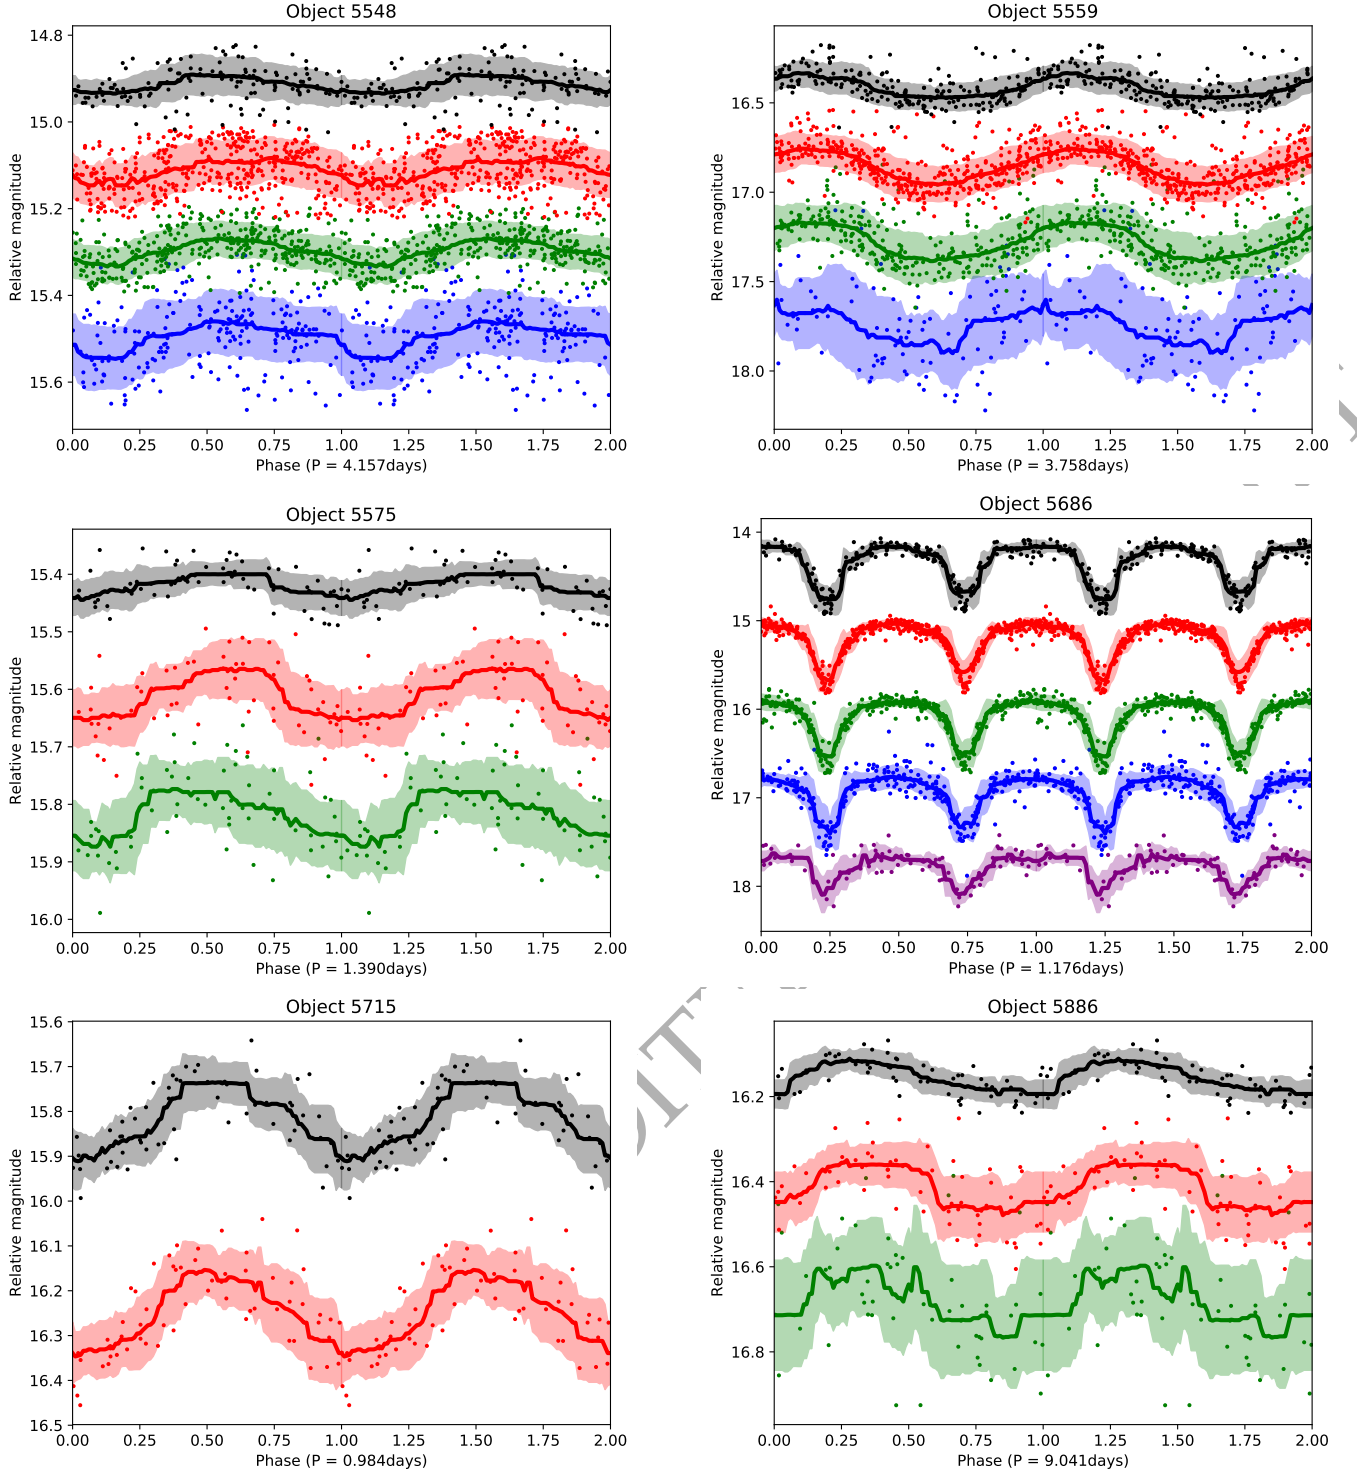 Object 5548
Relative magnitude
14.8
15.0
15.2
15.4
15.6
0.00 0.25 0.50 0.75 1.00 1.25 1.50 1.75 2.00
Phase (P = 4.157days)
Object 5559
Relative magnitude
16.5
17.0
17.5
18.0
0.00 0.25 0.50 0.75 1.00 1.25 1.50 1.75 2.00
Phase (P = 3.758days)
Object 5575
Relative magnitude
15.4
15.5
15.6
15.7
15.8
15.9
16.0
0.00 0.25 0.50 0.75 1.00 1.25 1.50 1.75 2.00
Phase (P = 1.390days)
Object 5686
Relative magnitude
14
15
16
17
18
0.00 0.25 0.50 0.75 1.00 1.25 1.50 1.75 2.00
Phase (P = 1.176days)
Object 5715
Relative magnitude
15.6
15.7
15.8
15.9
16.0
16.1
16.2
16.3
16.4
16.5
0.00 0.25 0.50 0.75 1.00 1.25 1.50 1.75 2.00
Phase (P = 0.984days)
Object 5886
Relative magnitude
16.2
16.4
16.6
16.8
0.00 0.25 0.50 0.75 1.00 1.25 1.50 1.75 2.00
Phase (P = 9.041days)